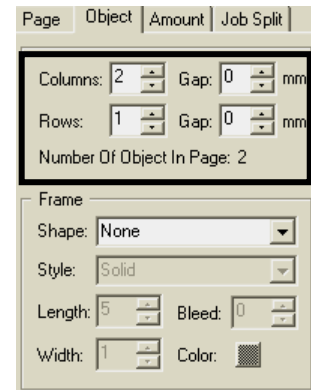 Page Object Amount Job Split
Columns: 2 Gap: 0 mm
Rows: 1 Gap: 0 mm
Number Of Object In Page: 2
Frame
Shape: None
Style: Solid
Length: 5 Bleed: 0
Width: 1 Color: